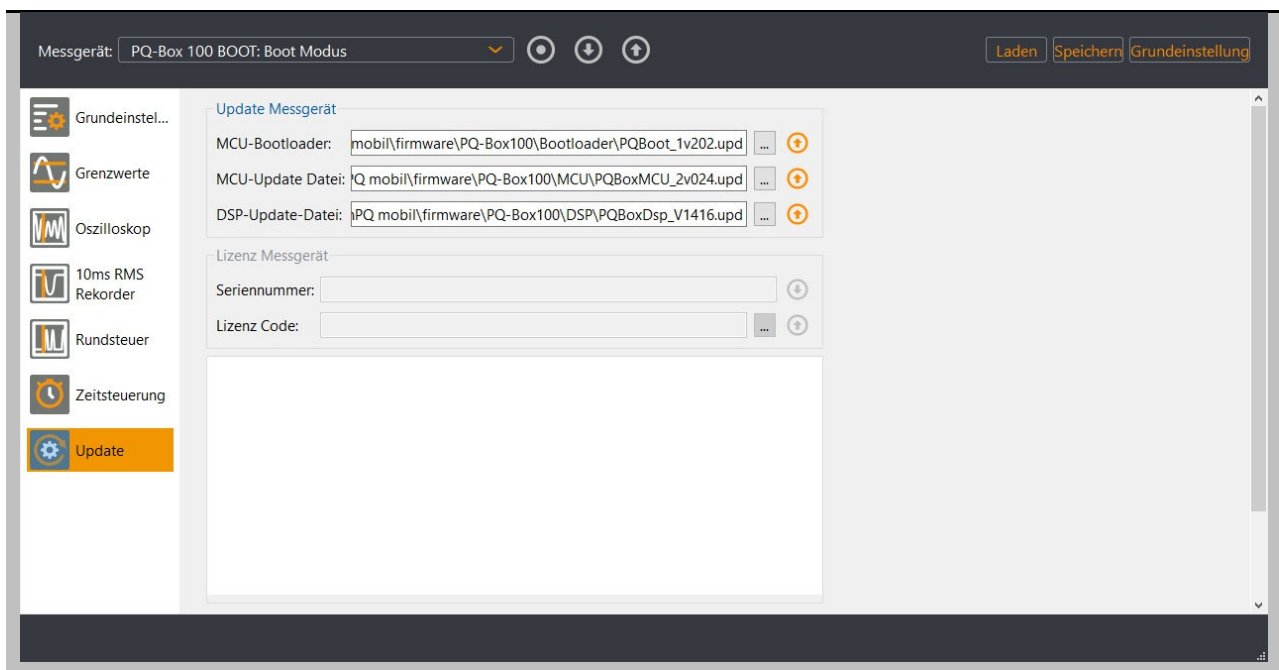 Messgerät: PQ-Box 100 BOOT: Boot Modus Laden Speichern Grundeinstellung
Grundeinstel...
Grenzwerte
Oszilloskop
10ms RMS
Rekorder
Rundsteuer
Zeitsteuerung
Update
Update Messgerät
MCU-Bootloader: mobil\firmware\PQ-Box100\Bootloader\PQBoot_1v202.upd ...
MCU-Update Datei: PQ mobil\firmware\PQ-Box100\MCU\PQBoxMCU_2v024.upd ...
DSP-Update-Datei: nPQ mobil\firmware\PQ-Box100\DSP\PQBoxDsp_V1416.upd ...
Lizenz Messgerät
Seriennummer:
Lizenz Code: ...